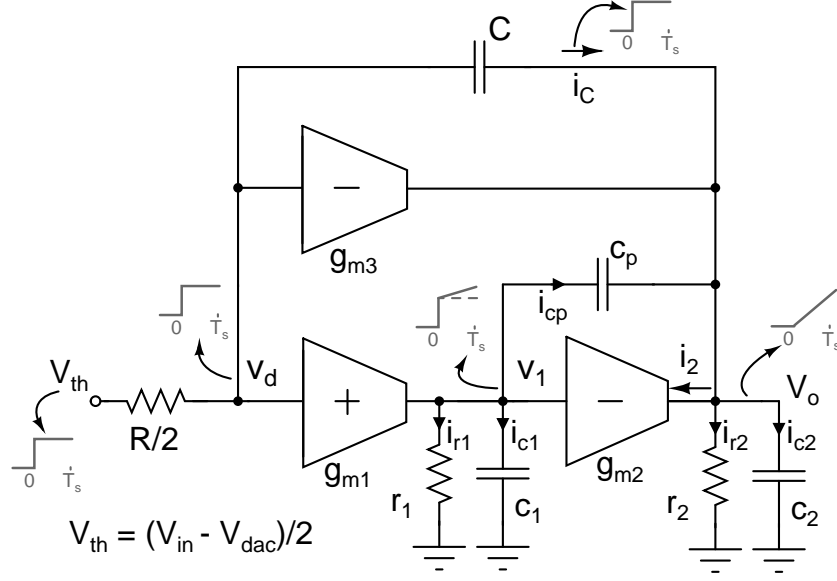 C
0 Ts
iC
−
gm3
cp
icp
0 Ts
0 Ts
0 Ts
Vth
vd
v1
i2
Vo
R/2
+
−
ir1
ic1
ir2
ic2
gm1
gm2
0 Ts
r1
c1
r2
c2
Vth = (Vin - Vdac)/2